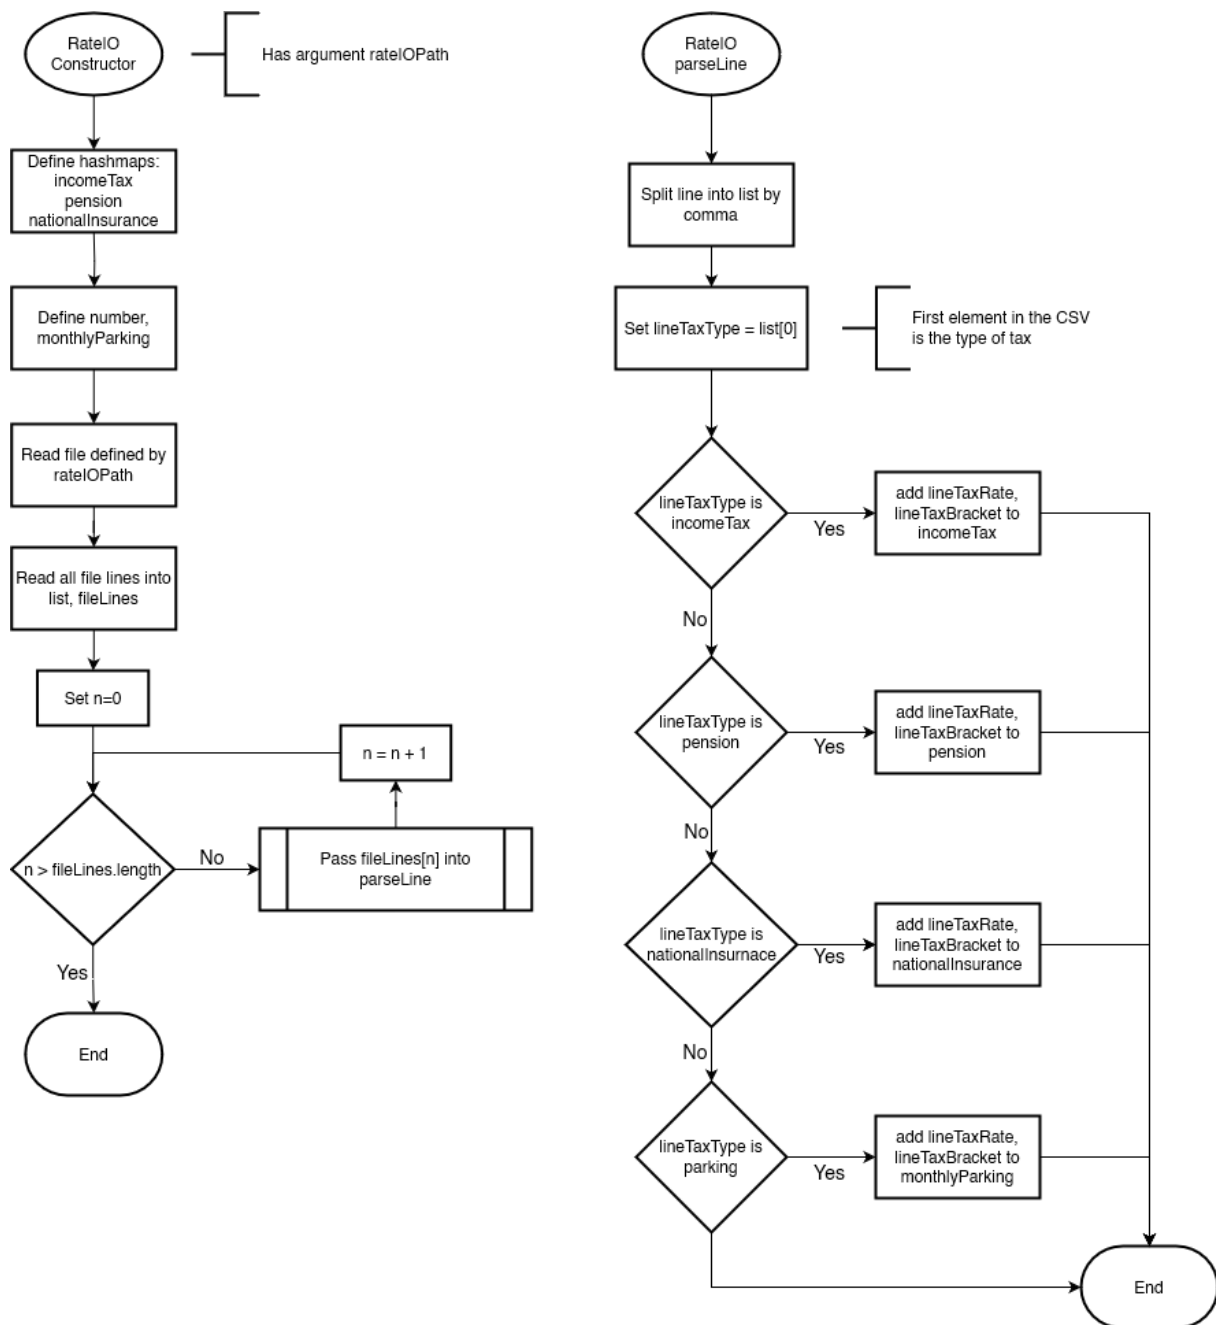 RateIO
Constructor
Has argument rateIOPath
Define hashmaps:
incomeTax
pension
nationalInsurance
Define number,
monthlyParking
Read file defined by
rateIOPath
Read all file lines into
list, fileLines
Set n=0
n = n + 1
n > fileLines.length
No
Pass fileLines[n] into
parseLine
Yes
End
RateIO
parseLine
Split line into list by
comma
Set lineTaxType = list[0]
First element in the CSV
is the type of tax
lineTaxType is
incomeTax
Yes
add lineTaxRate,
lineTaxBracket to
incomeTax
No
lineTaxType is
pension
Yes
add lineTaxRate,
lineTaxBracket to
pension
No
lineTaxType is
nationalInsurnace
Yes
add lineTaxRate,
lineTaxBracket to
nationalInsurance
No
lineTaxType is
parking
Yes
add lineTaxRate,
lineTaxBracket to
monthlyParking
End